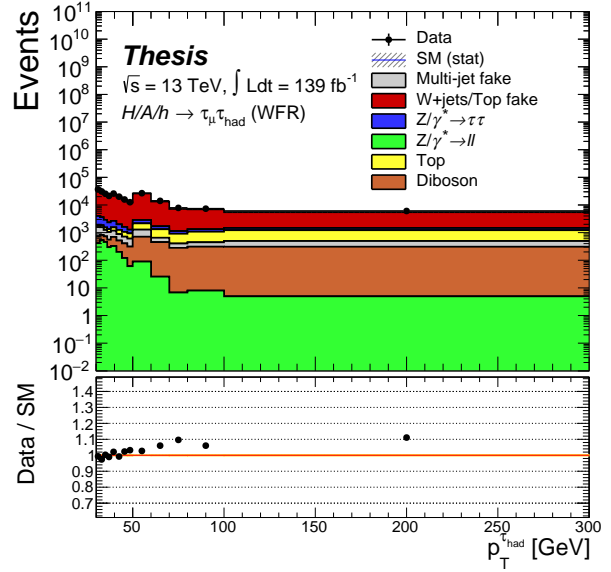 Events
10¹¹
10¹⁰
10⁹
10⁸
10⁷
10⁶
10⁵
10⁴
10³
10²
10
1
10⁻¹
10⁻²
Thesis
√s = 13 TeV, ∫ Ldt = 139 fb⁻¹
H/A/h → τ_μ τ_had (WFR)
Data
SM (stat)
Multi-jet fake
W+jets/Top fake
Z/γ*→ττ
Z/γ*→ll
Top
Diboson
Data / SM
1.4
1.3
1.2
1.1
1
0.9
0.8
0.7
50 100 150 200 250 300
p_T^τ_had [GeV]